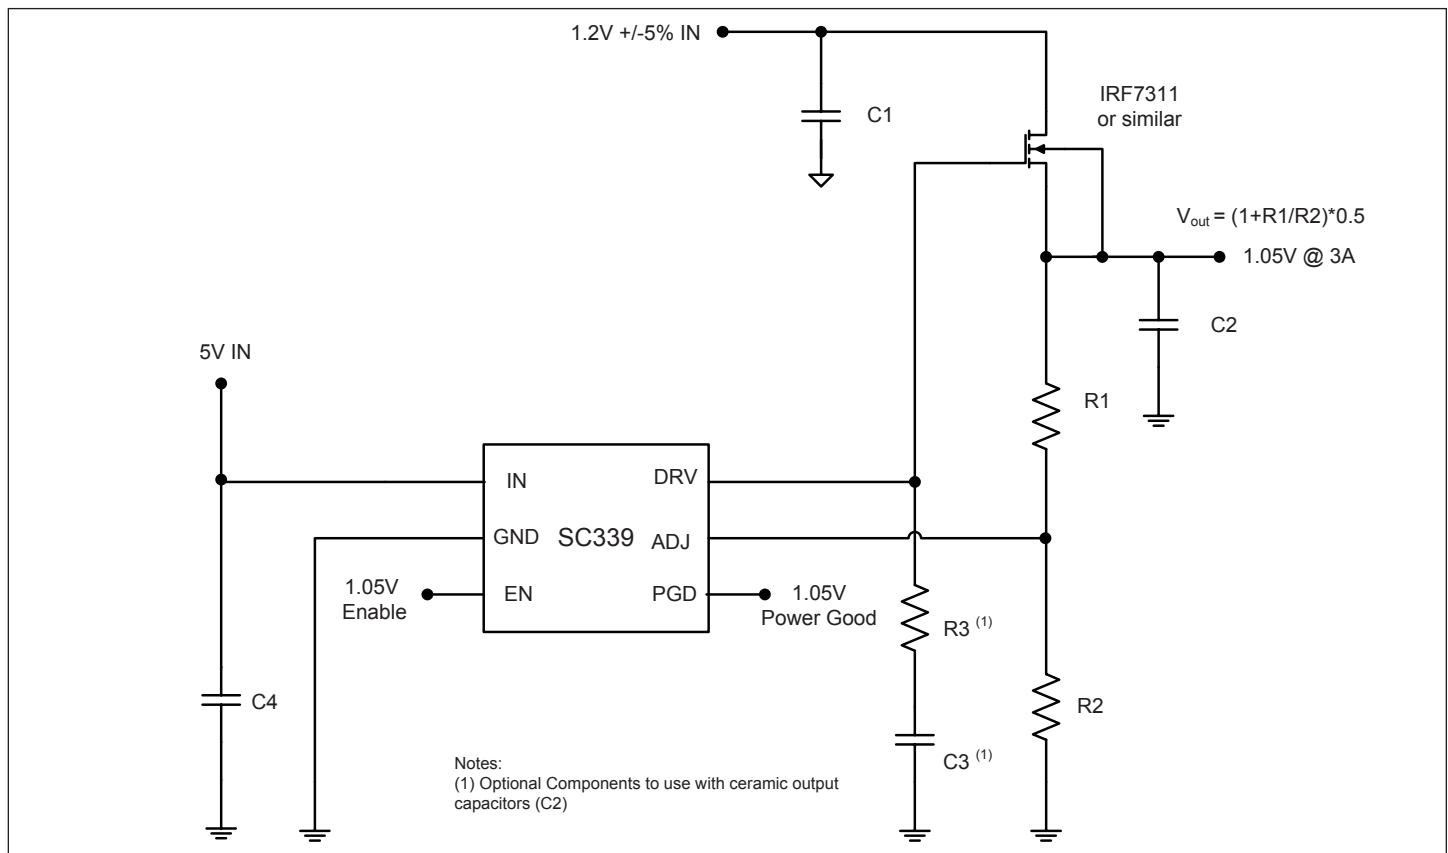 1.2V +/-5% IN
C1
IRF7311
or similar
Vout = (1+R1/R2)*0.5
1.05V @ 3A
C2
5V IN
R1
IN
DRV
GND
SC339
ADJ
EN
PGD
1.05V
Enable
1.05V
Power Good
R3 (1)
C4
R2
C3 (1)
Notes:
(1) Optional Components to use with ceramic output
capacitors (C2)